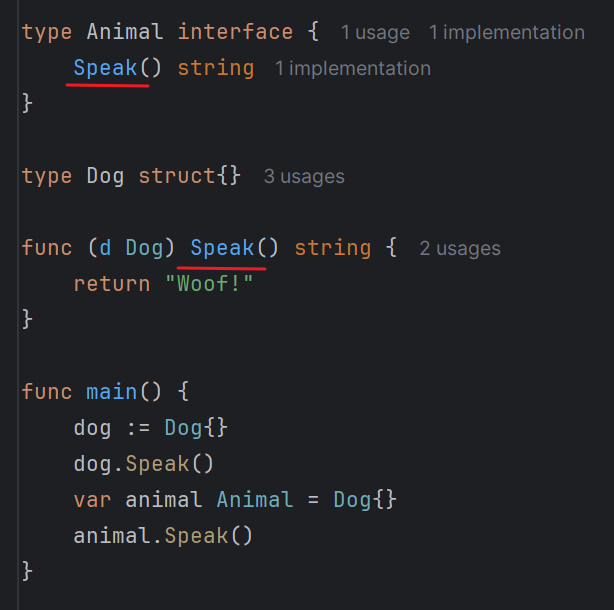 type Animal interface {  1 usage  1 implementation
    Speak() string  1 implementation
}

type Dog struct{}  3 usages

func (d Dog) Speak() string {  2 usages
    return "Woof!"
}

func main() {
    dog := Dog{}
    dog.Speak()
    var animal Animal = Dog{}
    animal.Speak()
}